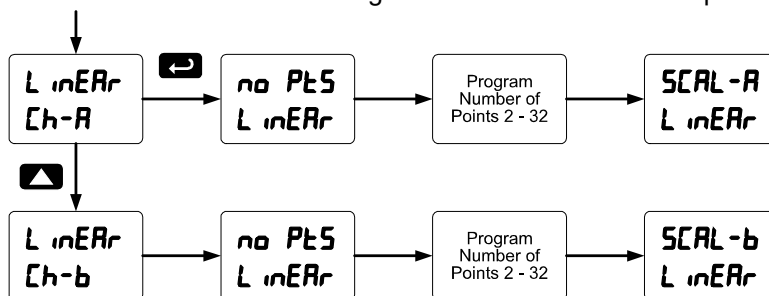 LinEAr
Ch-A
no PtS
LinEAr
Program
Number of
Points 2 - 32
SCAL-A
LinEAr
LinEAr
Ch-b
no PtS
LinEAr
Program
Number of
Points 2 - 32
SCAL-b
LinEAr